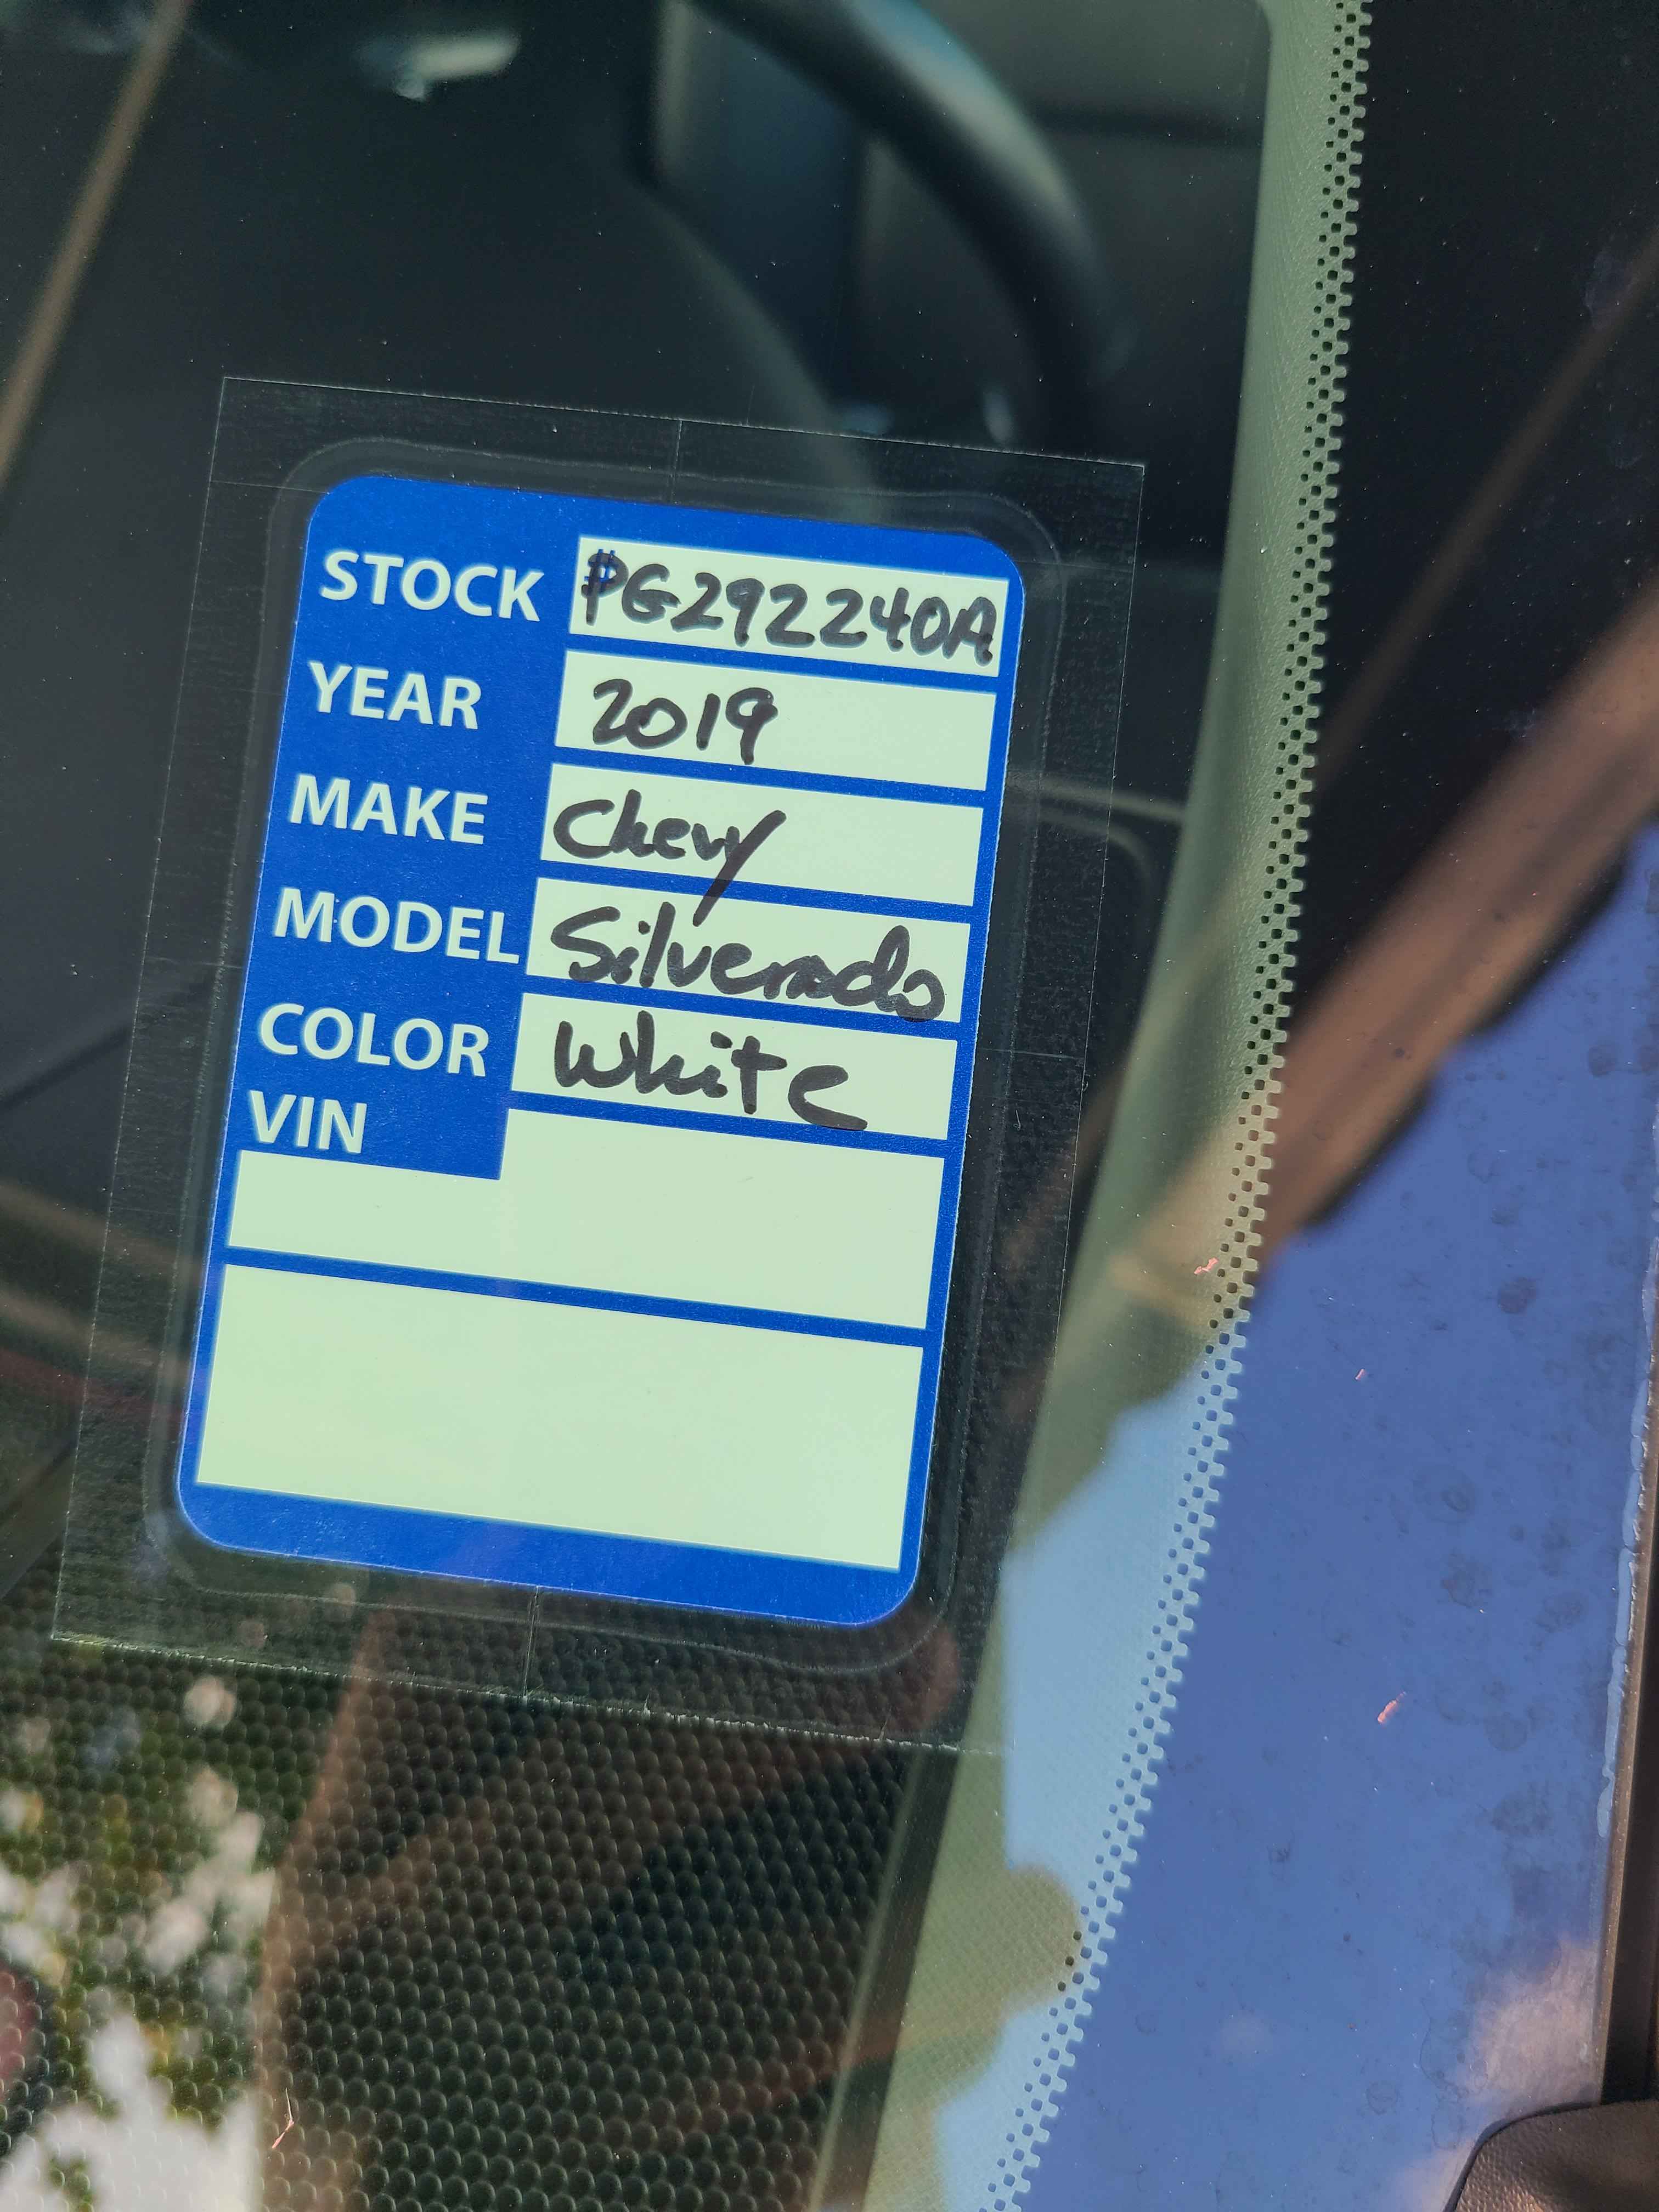 STOCK PG292240A
YEAR 2019
MAKE Chevy
MODEL Silverado
COLOR White
VIN